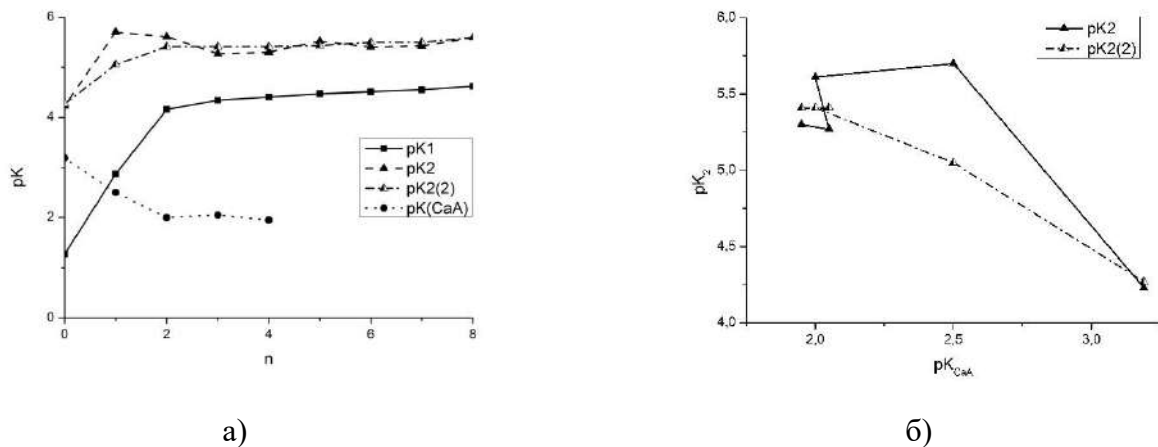 6
4
2
0
pK
0
2
4
6
8
n
pK1
pK2
pK2(2)
pK(CaA)
а)
6.0
5.5
5.0
4.5
4.0
pK₂
2,0
2,5
3,0
pK_CaA
pK2
pK2(2)
б)